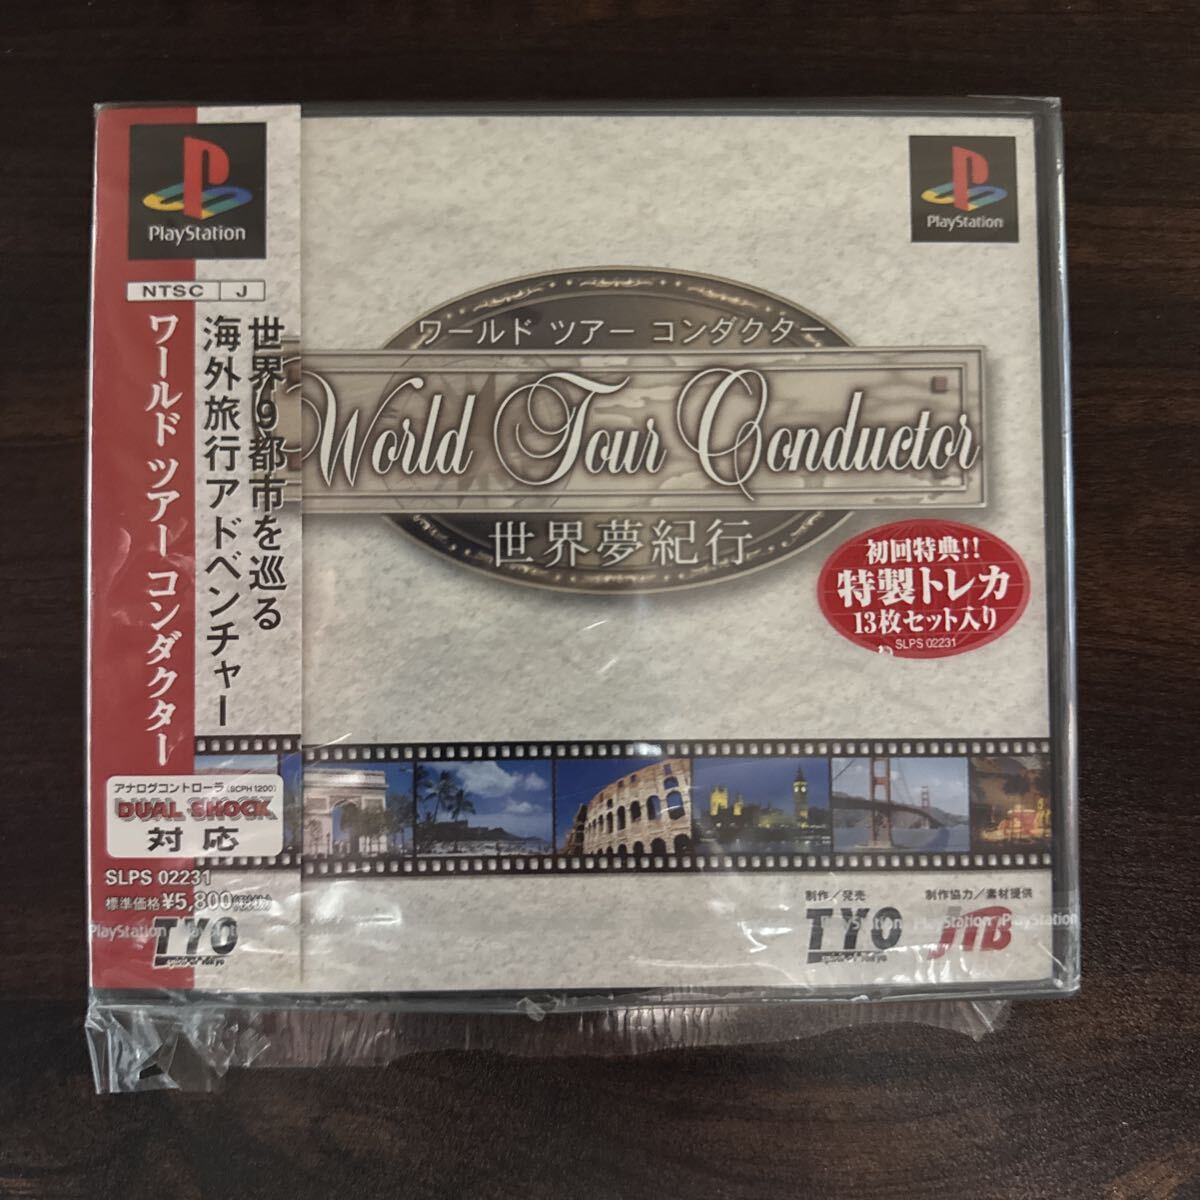 PlayStation
NTSC J
世界9都市を巡る
海外旅行アドベンチャー
ワールド ツアー コンダクター
アナログコントローラ(SCPH 1200)
DUAL SHOCK
対応
SLPS 02231
標準価格¥5,800
TYO
PlayStation
ワールド ツアー コンダクター
World Tour Conductor
世界夢紀行
初回特典!!
特製トレカ
13枚セット入り
SLPS 02231
制作/発売
TYO
制作協力/素材提供
JTB
PlayStation
PlayStation
PlayStation
PlayStation